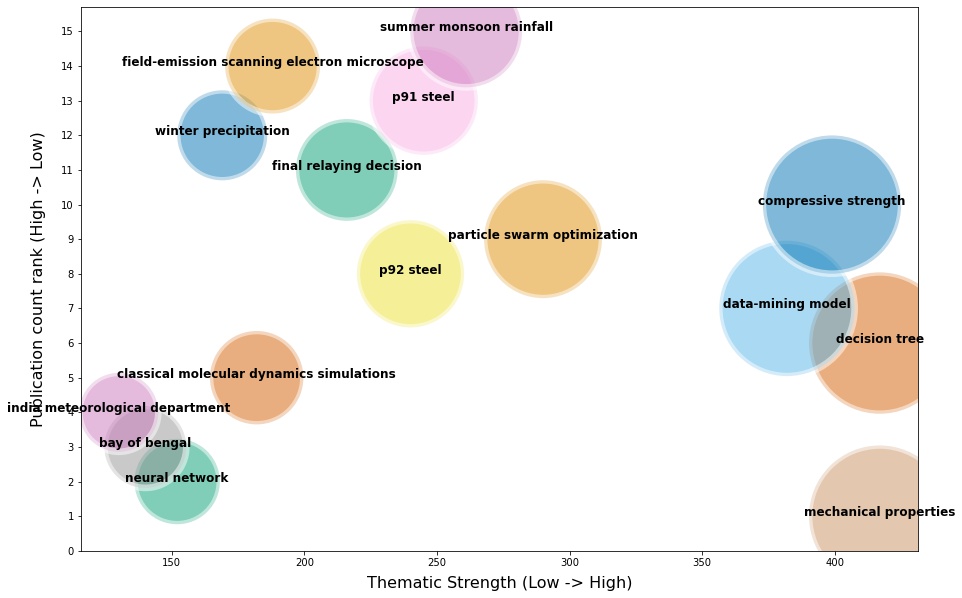 15
summer monsoon rainfall
14
field-emission scanning electron microscope
13
p91 steel
12
winter precipitation
11
final relaying decision
10
compressive strength
9
particle swarm optimization
8
p92 steel
7
data-mining model
6
decision tree
5
classical molecular dynamics simulations
4
india meteorological department
3
bay of bengal
2
neural network
1
mechanical properties
0
Publication count rank (High -> Low)
150
200
250
300
350
400
Thematic Strength (Low -> High)